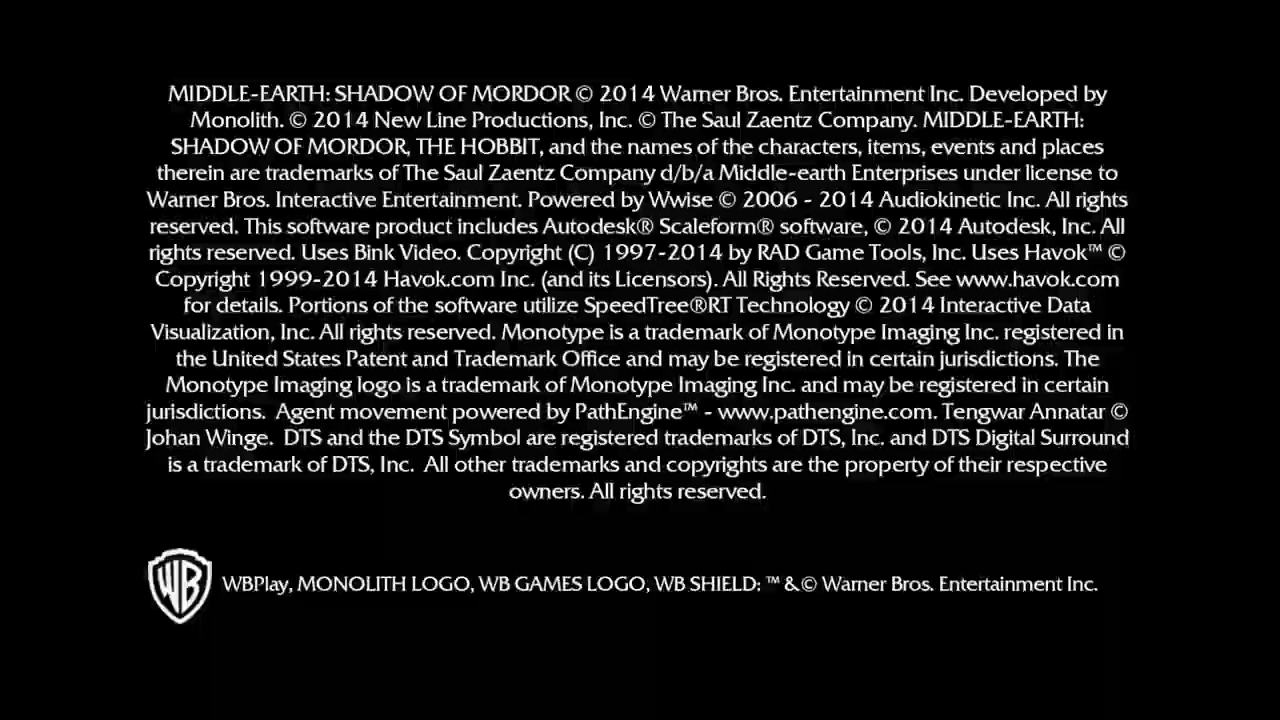 MIDDLE-EARTH: SHADOW OF MORDOR © 2014 Warner Bros. Entertainment Inc. Developed by
Monolith. © 2014 New Line Productions, Inc. © The Saul Zaentz Company. MIDDLE-EARTH:
SHADOW OF MORDOR, THE HOBBIT, and the names of the characters, items, events and places
therein are trademarks of The Saul Zaentz Company d/b/a Middle-earth Enterprises under license to
Warner Bros. Interactive Entertainment. Powered by Wwise © 2006 - 2014 Audiokinetic Inc. All rights
reserved. This software product includes Autodesk® Scaleform® software, © 2014 Autodesk, Inc. All
rights reserved. Uses Bink Video. Copyright (C) 1997-2014 by RAD Game Tools, Inc. Uses Havok™ ©
Copyright 1999-2014 Havok.com Inc. (and its Licensors). All Rights Reserved. See www.havok.com
for details. Portions of the software utilize SpeedTree®RT Technology © 2014 Interactive Data
Visualization, Inc. All rights reserved. Monotype is a trademark of Monotype Imaging Inc. registered in
the United States Patent and Trademark Office and may be registered in certain jurisdictions. The
Monotype Imaging logo is a trademark of Monotype Imaging Inc. and may be registered in certain
jurisdictions.  Agent movement powered by PathEngine™ - www.pathengine.com. Tengwar Annatar ©
Johan Winge.  DTS and the DTS Symbol are registered trademarks of DTS, Inc. and DTS Digital Surround
is a trademark of DTS, Inc.  All other trademarks and copyrights are the property of their respective
owners. All rights reserved.
WB WBPlay, MONOLITH LOGO, WB GAMES LOGO, WB SHIELD: ™ & © Warner Bros. Entertainment Inc.